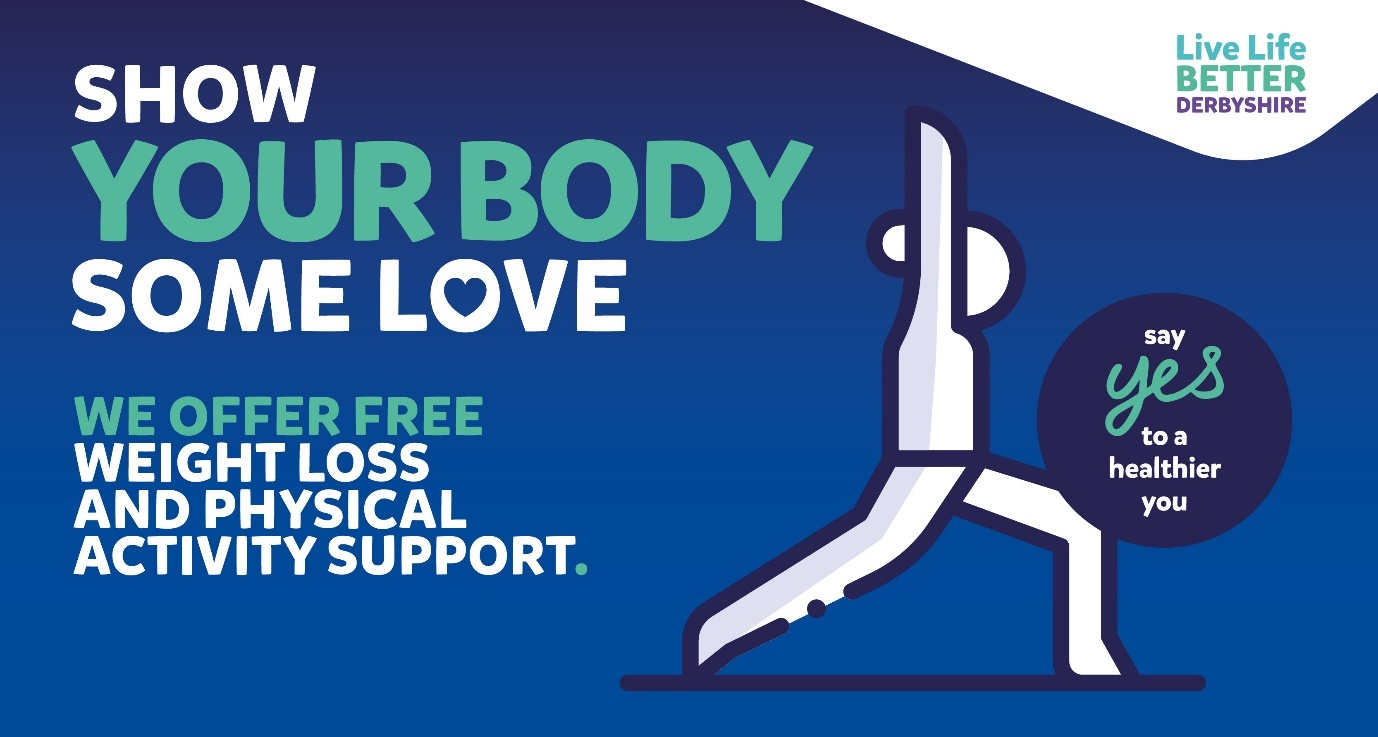 SHOW
YOUR BODY
SOME LOVE
WE OFFER FREE
WEIGHT LOSS
AND PHYSICAL
ACTIVITY SUPPORT.
Live Life
BETTER
DERBYSHIRE
say
yes
to a
healthier
you